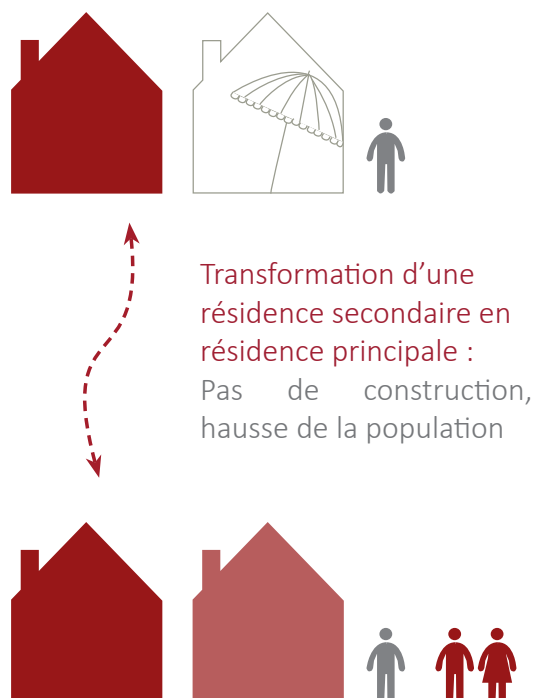 Transformation d’une
résidence secondaire en
résidence principale :
Pas de construction,
hausse de la population